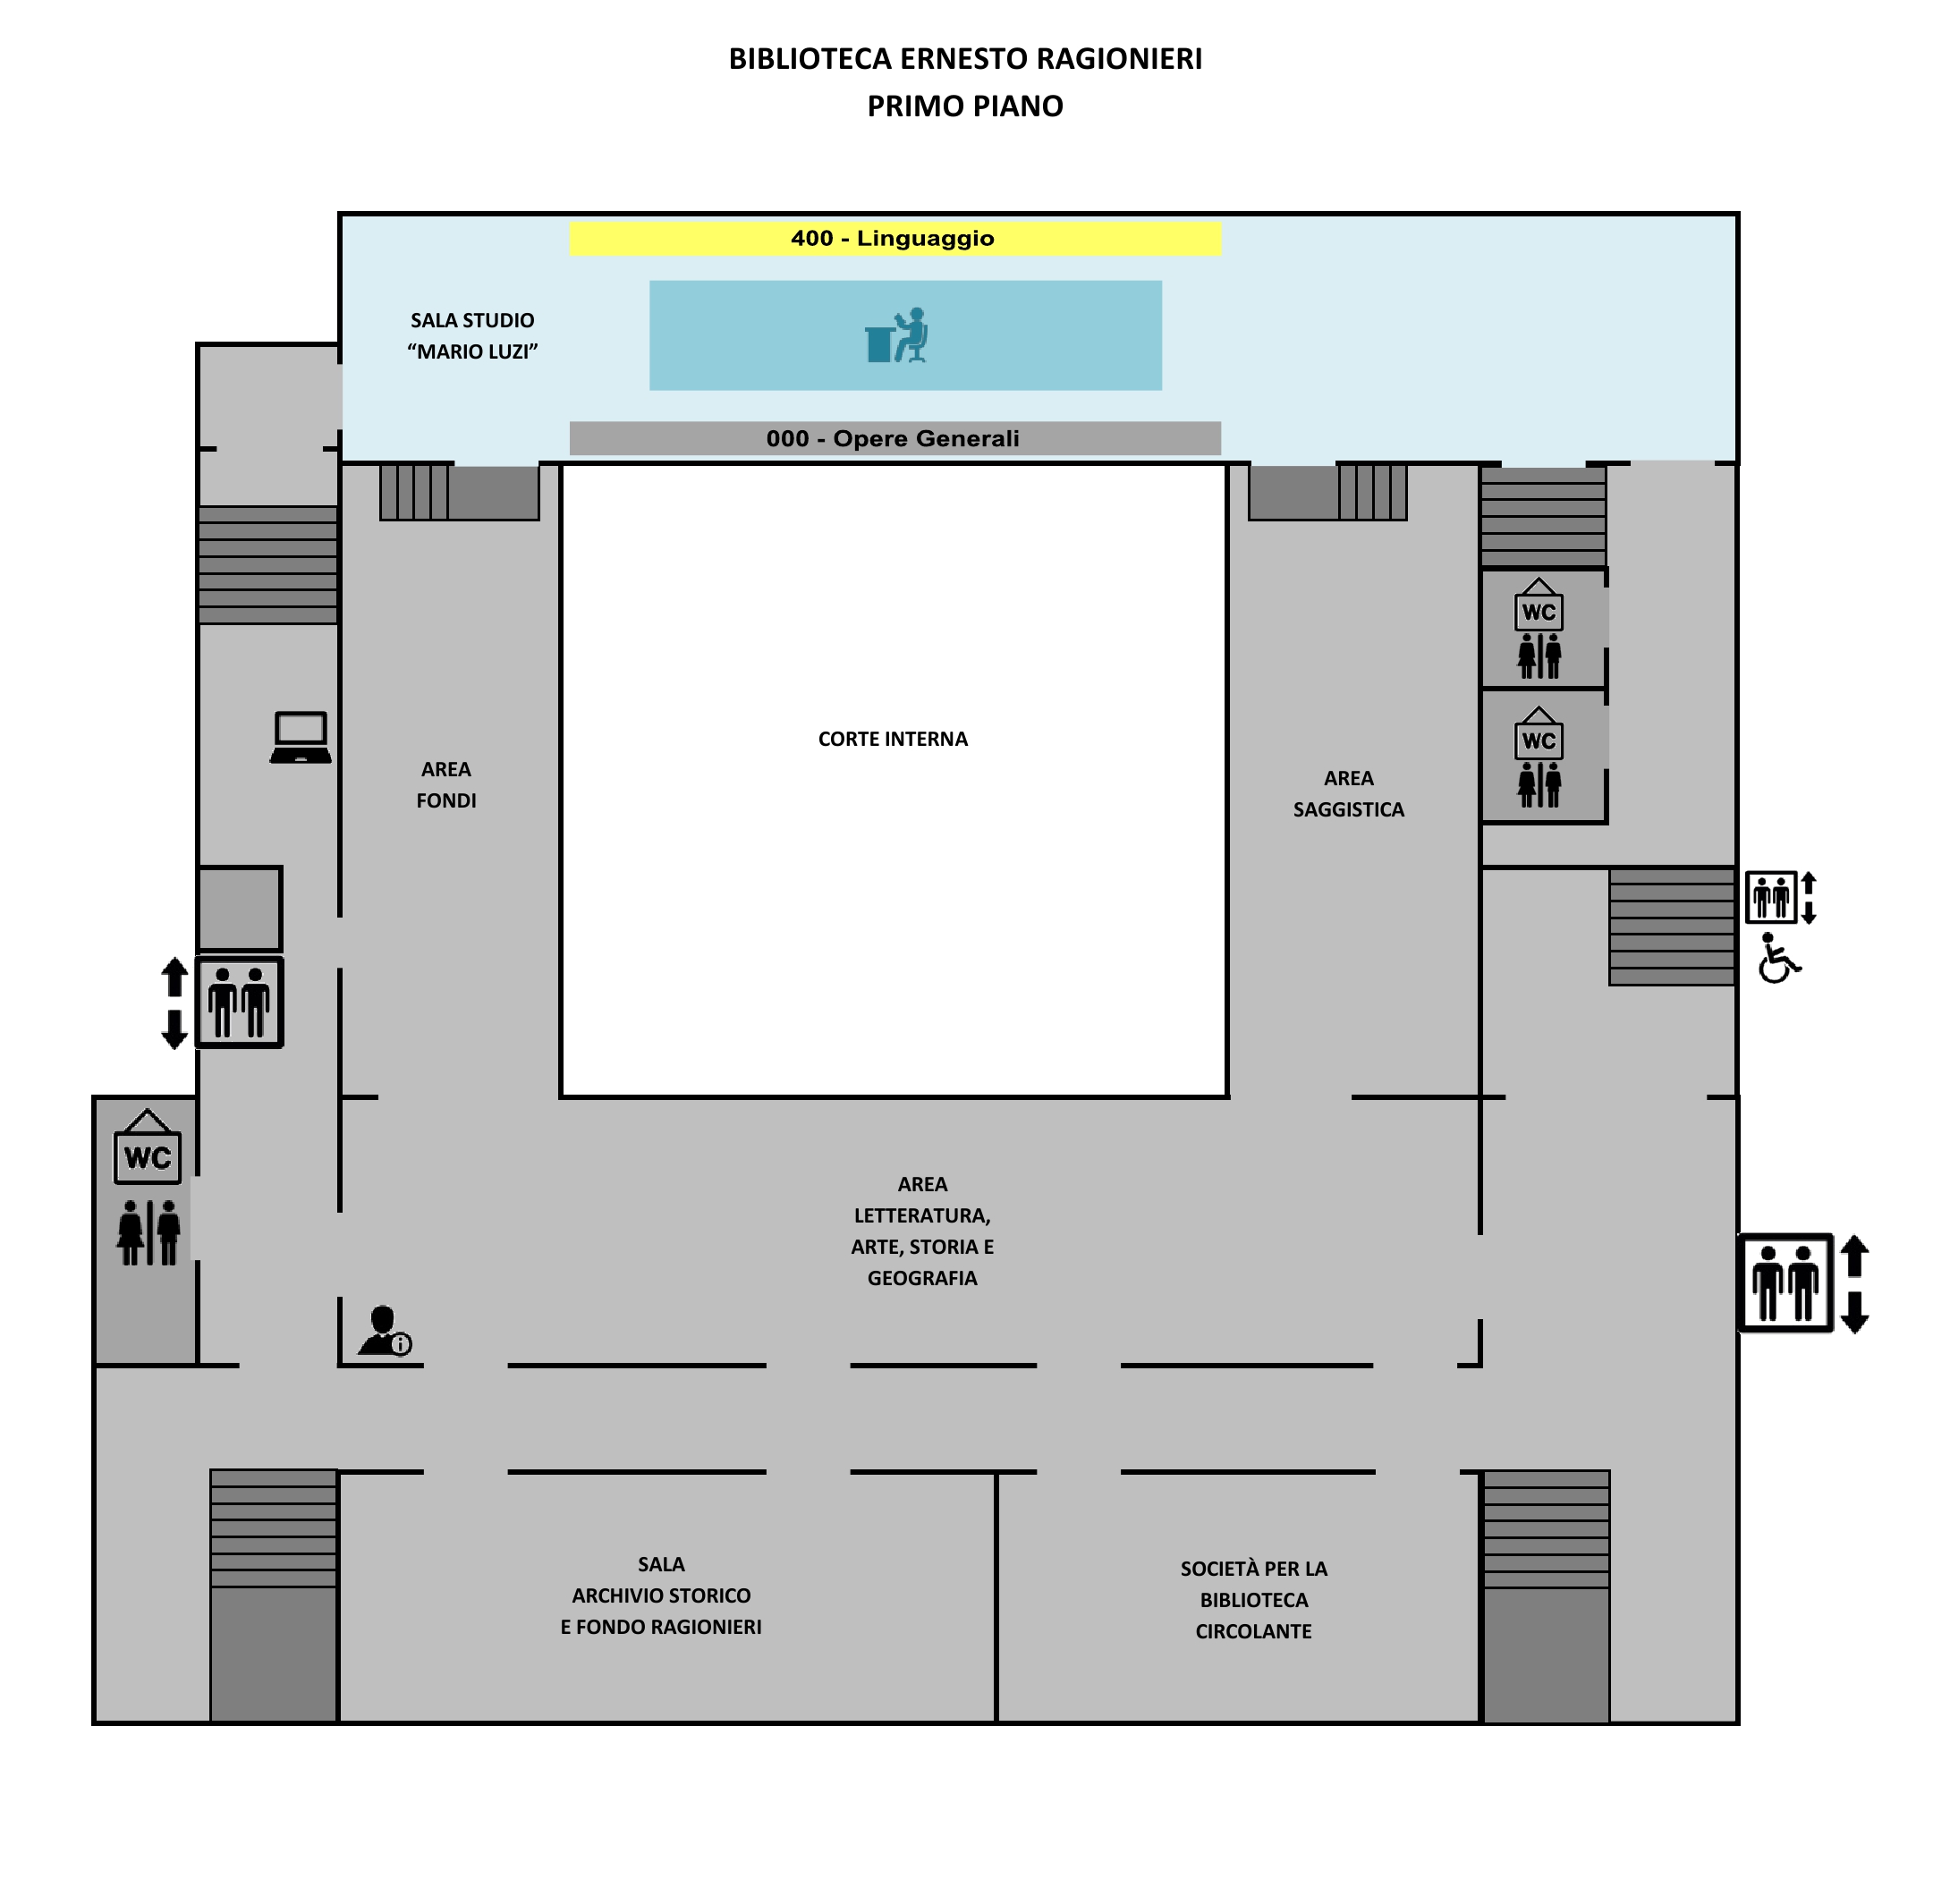 BIBLIOTECA ERNESTO RAGIONIERI
PRIMO PIANO
400 - Linguaggio
SALA STUDIO
“MARIO LUZI”
000 - Opere Generali
WC
WC
CORTE INTERNA
AREA
FONDI
AREA
SAGGISTICA
WC
AREA
LETTERATURA,
ARTE, STORIA E
GEOGRAFIA
i
SALA
ARCHIVIO STORICO
E FONDO RAGIONIERI
SOCIETÀ PER LA
BIBLIOTECA
CIRCOLANTE